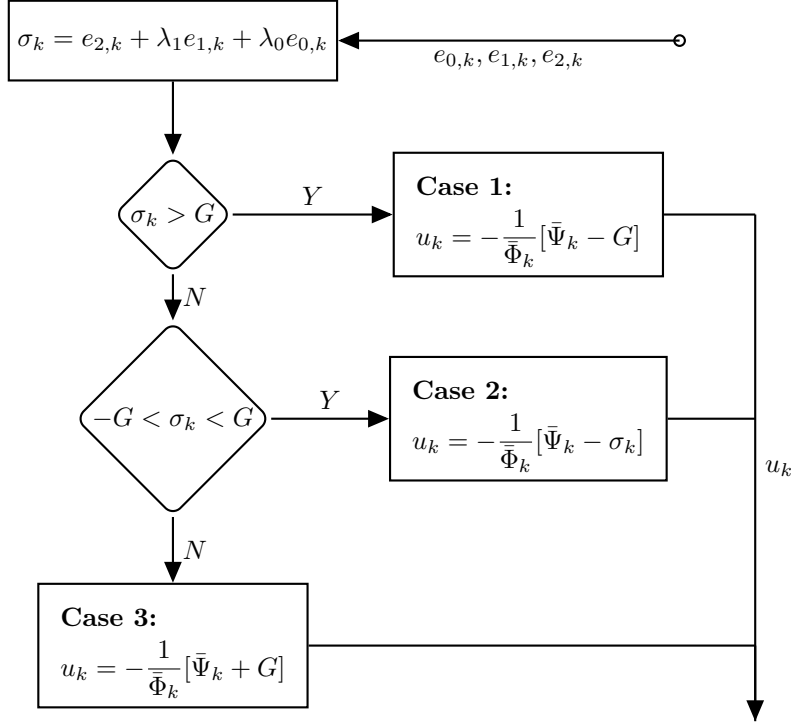 σ_k = e_{2,k} + λ_1 e_{1,k} + λ_0 e_{0,k}
e_{0,k}, e_{1,k}, e_{2,k}
σ_k > G
Y
Case 1:
u_k = −\frac{1}{\bar{Φ}_k}[\bar{Ψ}_k − G]
N
−G < σ_k < G
Y
Case 2:
u_k = −\frac{1}{\bar{Φ}_k}[\bar{Ψ}_k − σ_k]
u_k
N
Case 3:
u_k = −\frac{1}{\bar{Φ}_k}[\bar{Ψ}_k + G]